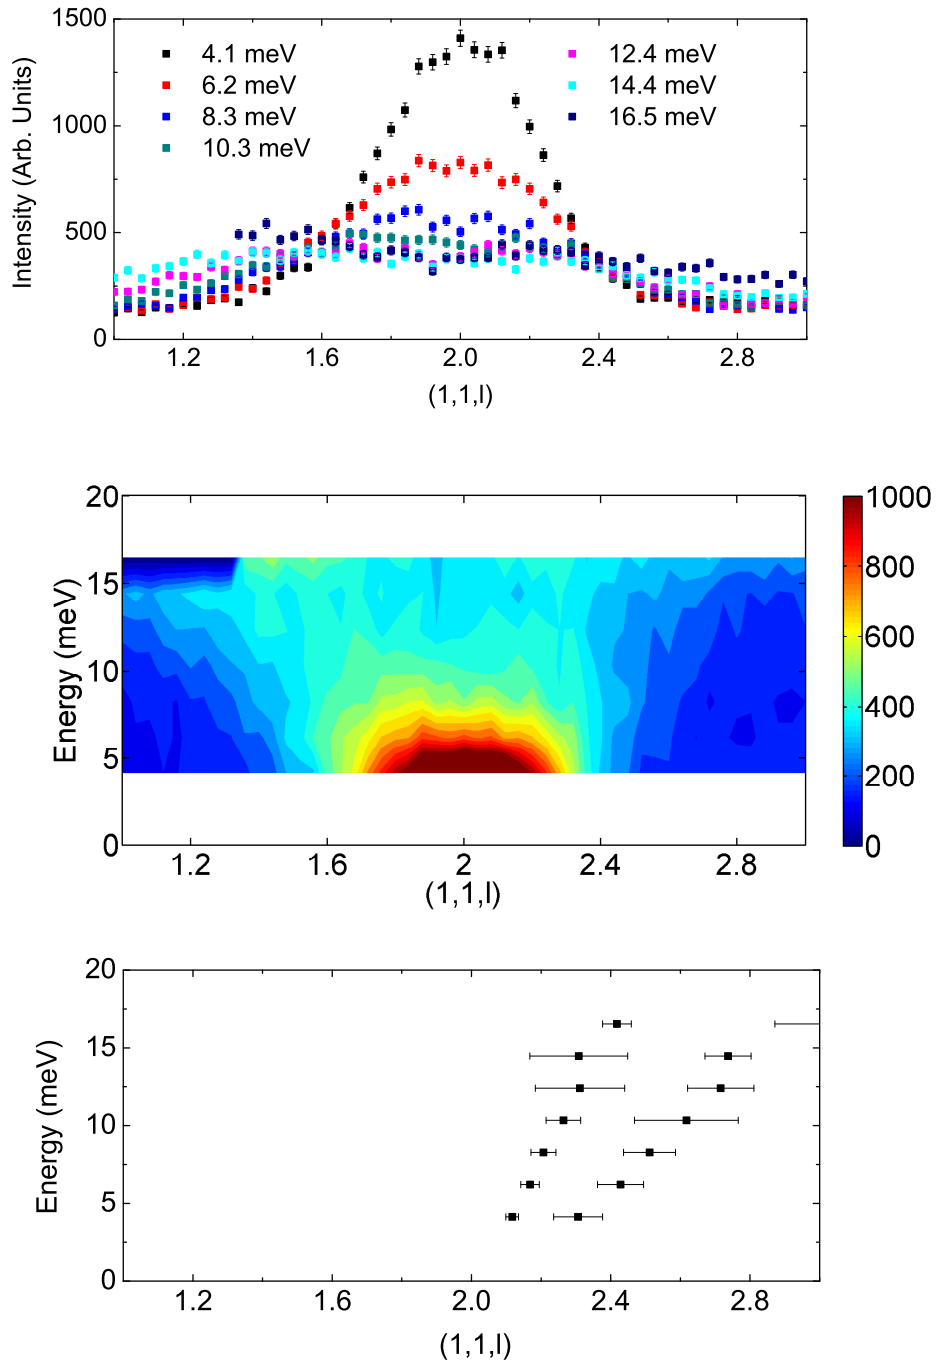 1500
1000
500
0
Intensity (Arb. Units)
4.1 meV
6.2 meV
8.3 meV
10.3 meV
12.4 meV
14.4 meV
16.5 meV
1.2 1.6 2.0 2.4 2.8
(1,1,l)
20
15
10
5
0
Energy (meV)
1.2 1.6 2 2.4 2.8
(1,1,l)
1000
800
600
400
200
0
20
15
10
5
0
Energy (meV)
1.2 1.6 2.0 2.4 2.8
(1,1,l)